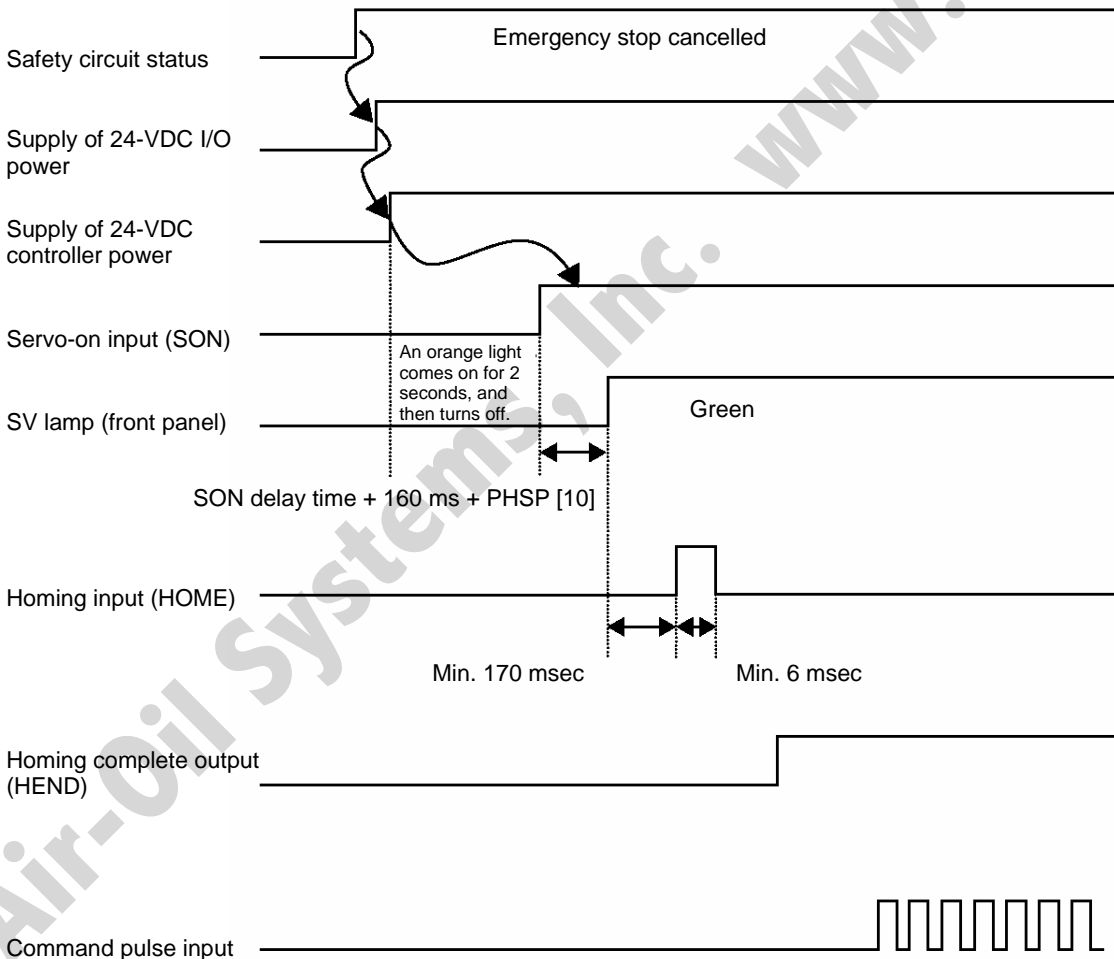 Safety circuit status
Emergency stop cancelled
Supply of 24-VDC I/O
power
Supply of 24-VDC
controller power
Servo-on input (SON)
An orange light
comes on for 2
seconds, and
then turns off.
SV lamp (front panel)
Green
SON delay time + 160 ms + PHSP [10]
Homing input (HOME)
Min. 170 msec
Min. 6 msec
Homing complete output
(HEND)
Command pulse input
Air-Oil Systems, Inc. www.